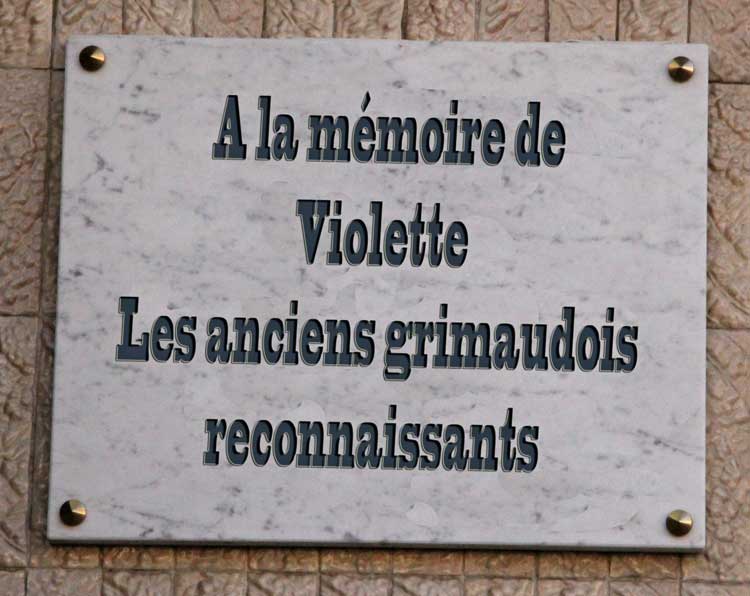 A la mémoire de
Violette
Les anciens grimaudois
reconnaissants